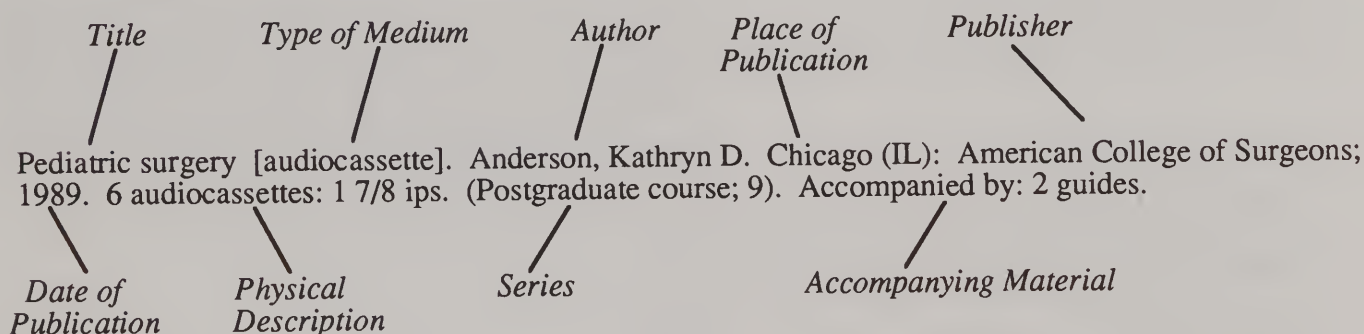 Title Type of Medium Author Place of Publisher
Publication
Pediatric surgery [audiocassette]. Anderson, Kathryn D. Chicago (IL): American College of Surgeons;
1989. 6 audiocassettes: 1 7/8 ips. (Postgraduate course; 9). Accompanied by: 2 guides.
Date of Physical Series Accompanying Material
Publication Description